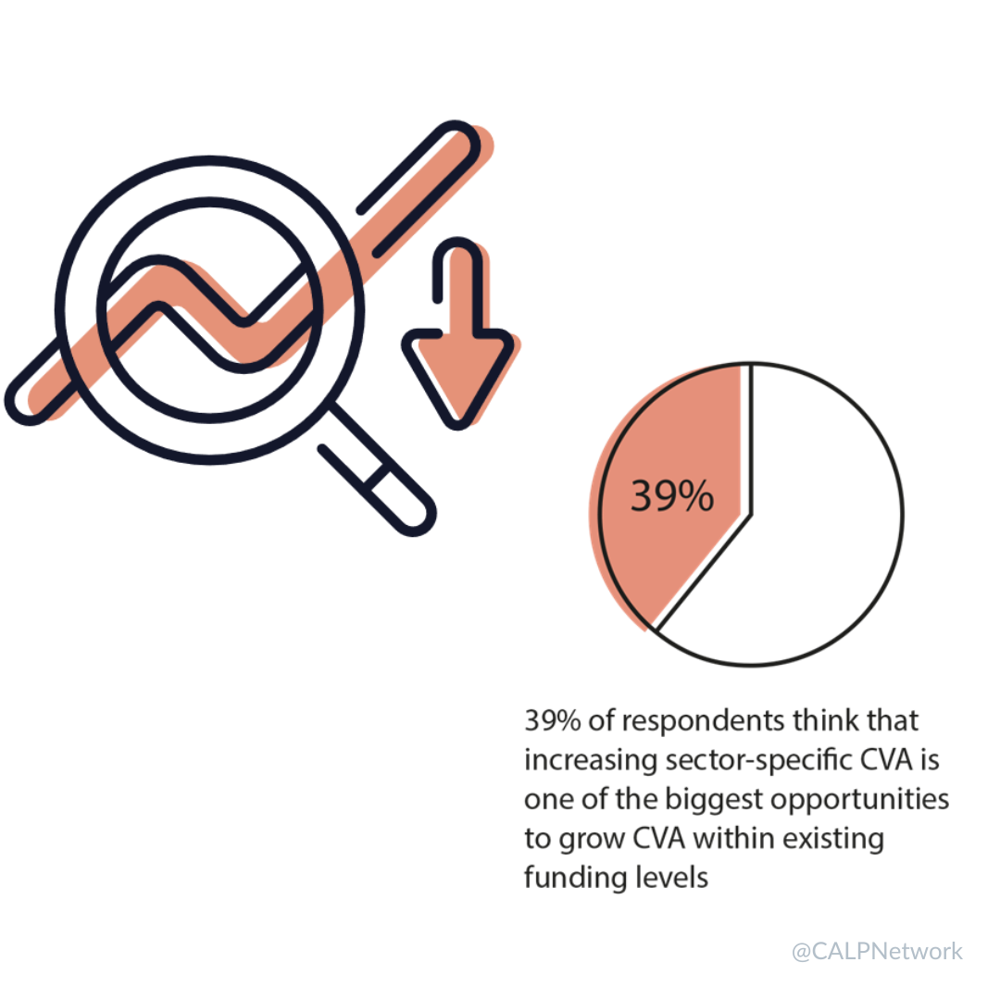 39%
39% of respondents think that
increasing sector-specific CVA is
one of the biggest opportunities
to grow CVA within existing
funding levels
@CALPNetwork